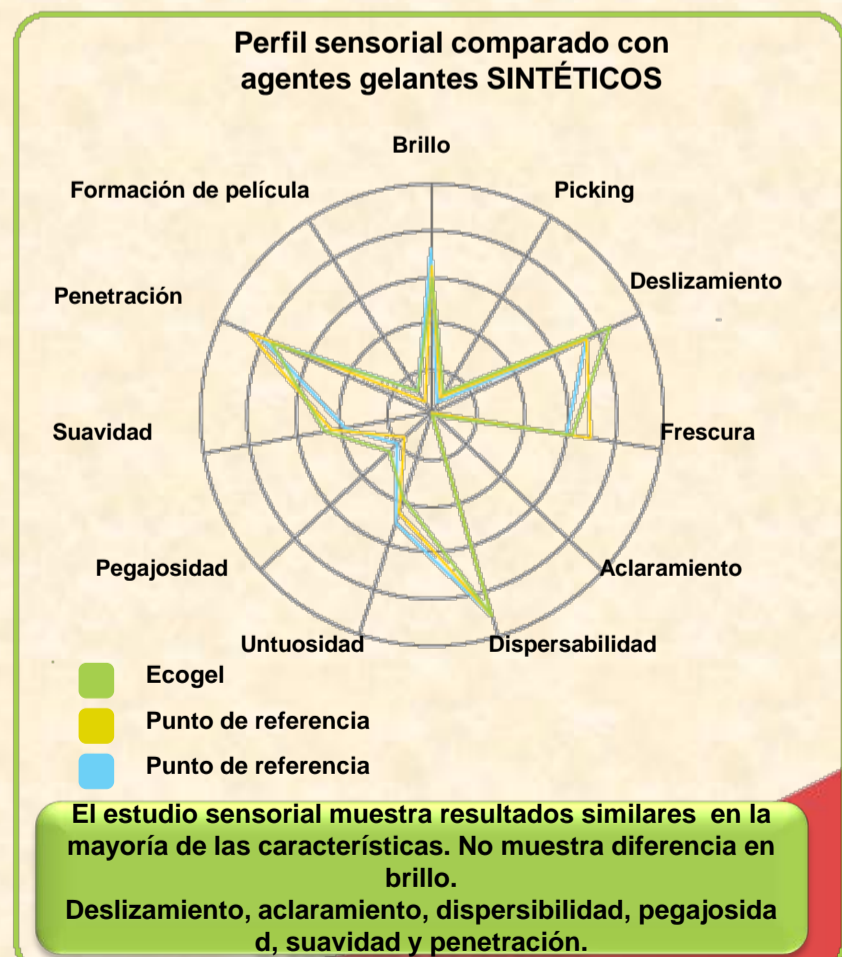 Perfil sensorial comparado con
agentes gelantes SINTÉTICOS
Brillo
Formación de película
Picking
Penetración
Deslizamiento
Suavidad
Frescura
Pegajosidad
Aclaramiento
Untuosidad
Dispersabilidad
Ecogel
Punto de referencia
Punto de referencia
El estudio sensorial muestra resultados similares en la
mayoría de las características. No muestra diferencia en
brillo.
Deslizamiento, aclaramiento, dispersibilidad, pegajosida
d, suavidad y penetración.